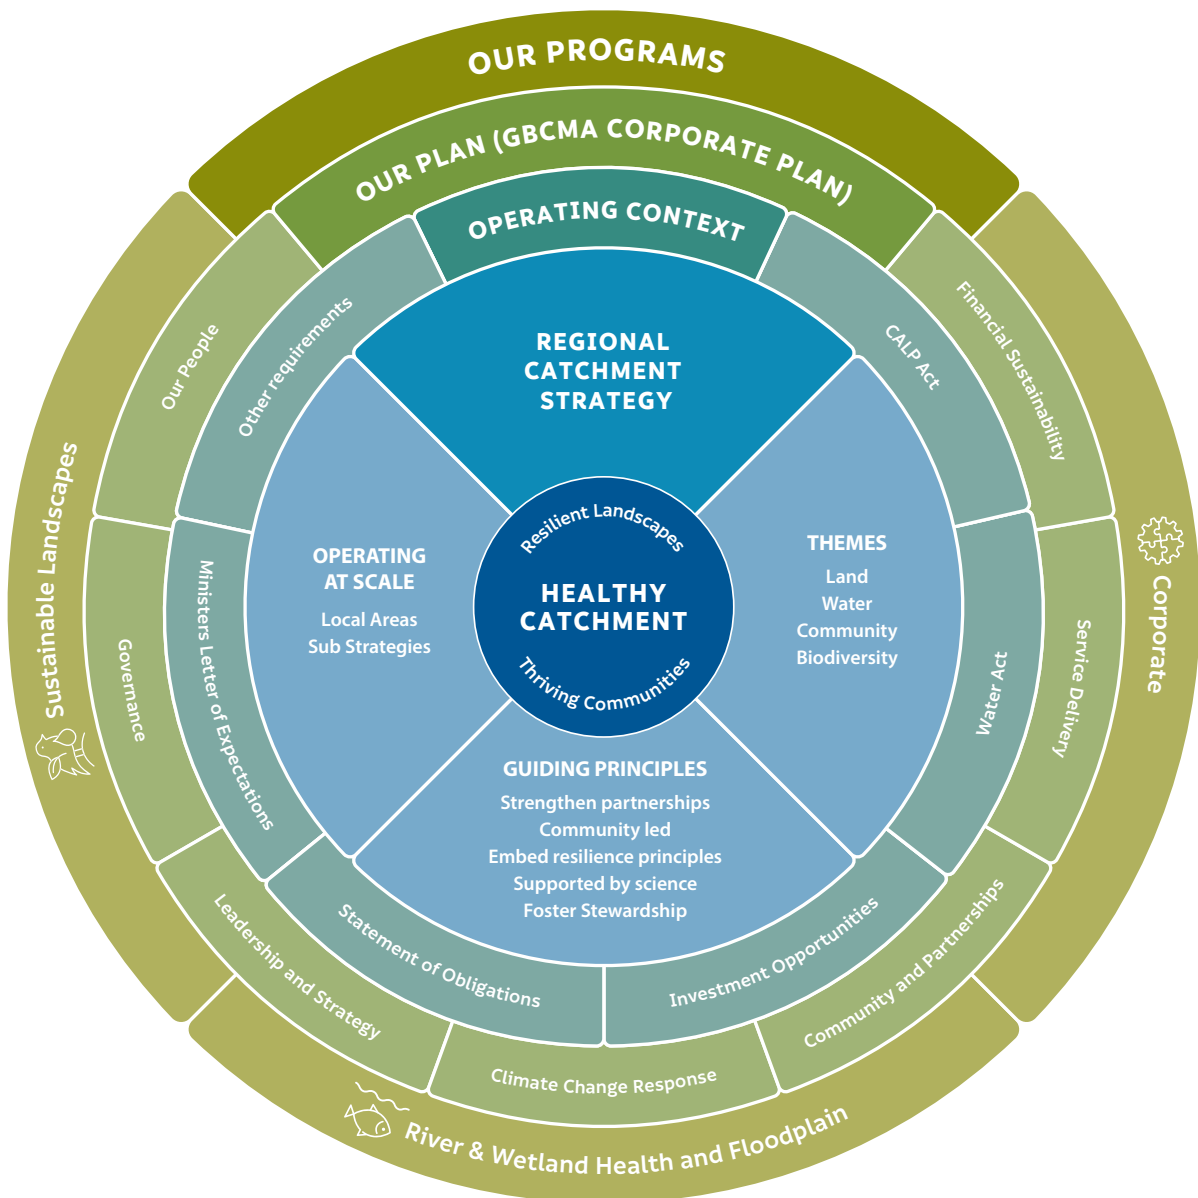 OUR PROGRAMS
OUR PLAN (GBCMA CORPORATE PLAN)
OPERATING CONTEXT
REGIONAL
CATCHMENT
STRATEGY
Resilient Landscapes
HEALTHY
CATCHMENT
Thriving Communities
THEMES
Land
Water
Community
Biodiversity
GUIDING PRINCIPLES
Strengthen partnerships
Community led
Embed resilience principles
Supported by science
Foster Stewardship
OPERATING
AT SCALE
Local Areas
Sub Strategies
CALP Act
Water Act
Investment Opportunities
Statement of Obligations
Ministers Letter of Expectations
Other requirements
Financial Sustainability
Service Delivery
Community and Partnerships
Climate Change Response
Leadership and Strategy
Governance
Our People
Corporate
River & Wetland Health and Floodplain
Sustainable Landscapes